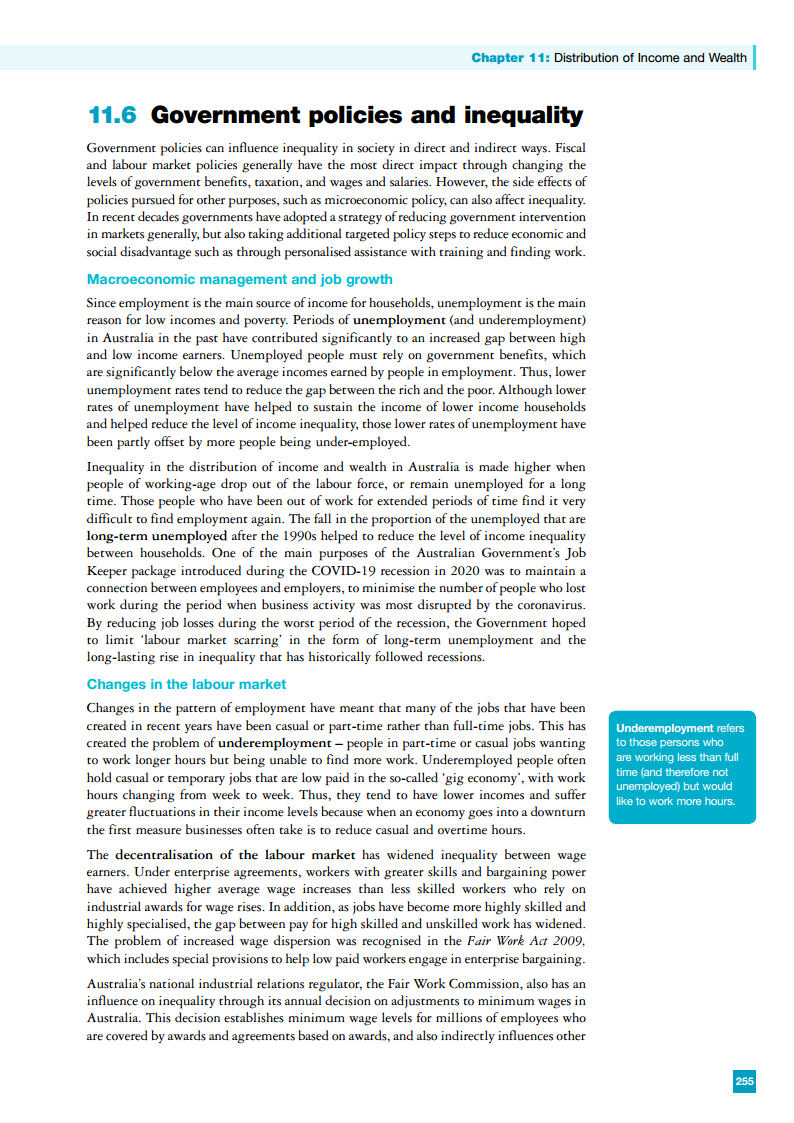 Chapter 11: Distribution of Income and Wealth
11.6 Government policies and inequality
Government policies can influence inequality in society in direct and indirect ways. Fiscal
and labour market policies generally have the most direct impact through changing the
levels of government benefits, taxation, and wages and salaries. However, the side effects of
policies pursued for other purposes, such as microeconomic policy, can also affect inequality.
In recent decades governments have adopted a strategy of reducing government intervention
in markets generally, but also taking additional targeted policy steps to reduce economic and
social disadvantage such as through personalised assistance with training and finding work.
Macroeconomic management and job growth
Since employment is the main source of income for households, unemployment is the main
reason for low incomes and poverty. Periods of unemployment (and underemployment)
in Australia in the past have contributed significantly to an increased gap between high
and low income earners. Unemployed people must rely on government benefits, which
are significantly below the average incomes earned by people in employment. Thus, lower
unemployment rates tend to reduce the gap between the rich and the poor. Although lower
rates of unemployment have helped to sustain the income of lower income households
and helped reduce the level of income inequality, those lower rates of unemployment have
been partly offset by more people being under-employed.
Inequality in the distribution of income and wealth in Australia is made higher when
people of working-age drop out of the labour force, or remain unemployed for a long
time. Those people who have been out of work for extended periods of time find it very
difficult to find employment again. The fall in the proportion of the unemployed that are
long-term unemployed after the 1990s helped to reduce the level of income inequality
between households. One of the main purposes of the Australian Government's Job
Keeper package introduced during the COVID-19 recession in 2020 was to maintain a
connection between employees and employers, to minimise the number of people who lost
work during the period when business activity was most disrupted by the coronavirus.
By reducing job losses during the worst period of the recession, the Government hoped
to limit 'labour market scarring' in the form of long-term unemployment and the
long-lasting rise in inequality that has historically followed recessions.
Changes in the labour market
Changes in the pattern of employment have meant that many of the jobs that have been
created in recent years have been casual or part-time rather than full-time jobs. This has
created the problem of underemployment – people in part-time or casual jobs wanting
to work longer hours but being unable to find more work. Underemployed people often
hold casual or temporary jobs that are low paid in the so-called 'gig economy', with work
hours changing from week to week. Thus, they tend to have lower incomes and suffer
greater fluctuations in their income levels because when an economy goes into a downturn
the first measure businesses often take is to reduce casual and overtime hours.
Underemployment refers
to those persons who
are working less than full
time (and therefore not
unemployed) but would
like to work more hours.
The decentralisation of the labour market has widened inequality between wage
earners. Under enterprise agreements, workers with greater skills and bargaining power
have achieved higher average wage increases than less skilled workers who rely on
industrial awards for wage rises. In addition, as jobs have become more highly skilled and
highly specialised, the gap between pay for high skilled and unskilled work has widened.
The problem of increased wage dispersion was recognised in the Fair Work Act 2009,
which includes special provisions to help low paid workers engage in enterprise bargaining.
Australia's national industrial relations regulator, the Fair Work Commission, also has an
influence on inequality through its annual decision on adjustments to minimum wages in
Australia. This decision establishes minimum wage levels for millions of employees who
are covered by awards and agreements based on awards, and also indirectly influences other
255